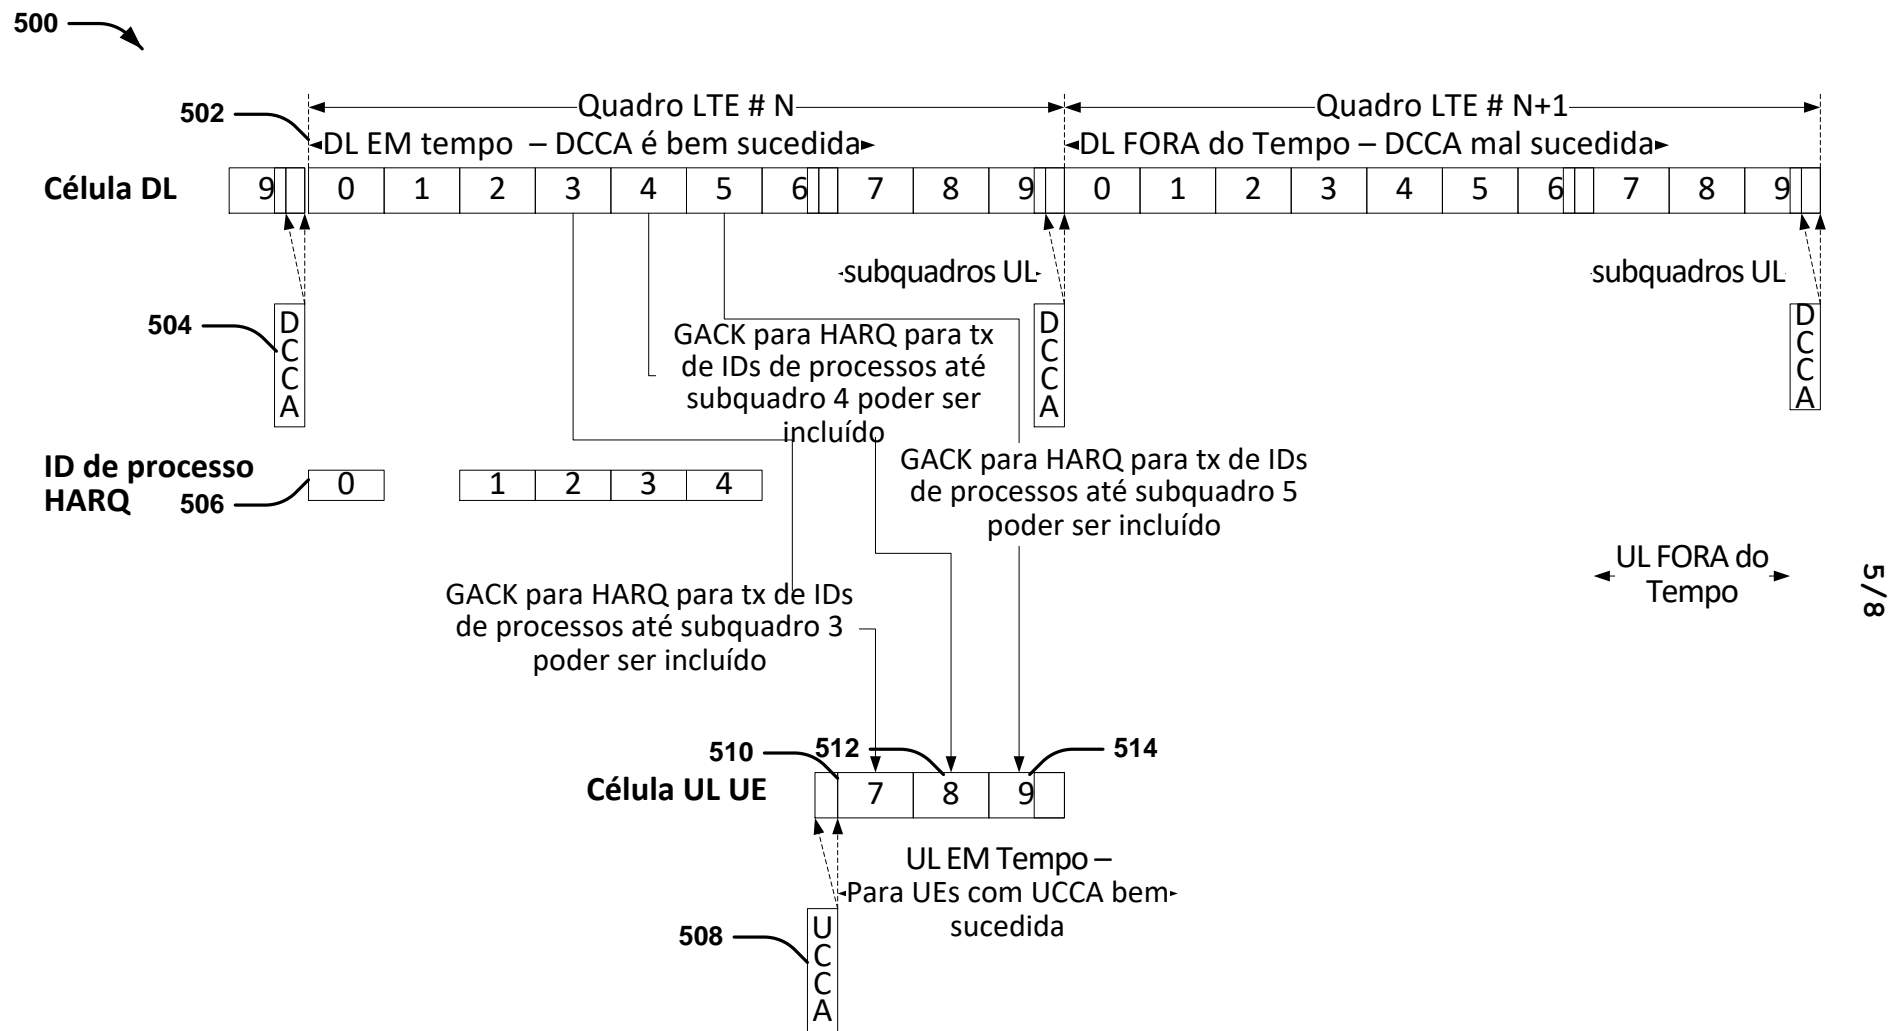 500
Quadro LTE # N
Quadro LTE # N+1
502
DL EM tempo – DCCA é bem sucedida
DL FORA do Tempo – DCCA mal sucedida
Célula DL
9 0 1 2 3 4 5 6 7 8 9 0 1 2 3 4 5 6 7 8 9
subquadros UL
subquadros UL
504
DCCA
DCCA
DCCA
GACK para HARQ para tx
de IDs de processos até
subquadro 4 poder ser
incluído
ID de processo
HARQ
506
0 1 2 3 4
GACK para HARQ para tx de IDs
de processos até subquadro 5
poder ser incluído
UL FORA do
Tempo
5/8
GACK para HARQ para tx de IDs
de processos até subquadro 3
poder ser incluído
510
512
514
Célula UL UE
7 8 9
UL EM Tempo –
Para UEs com UCCA bem
sucedida
508
UCCA